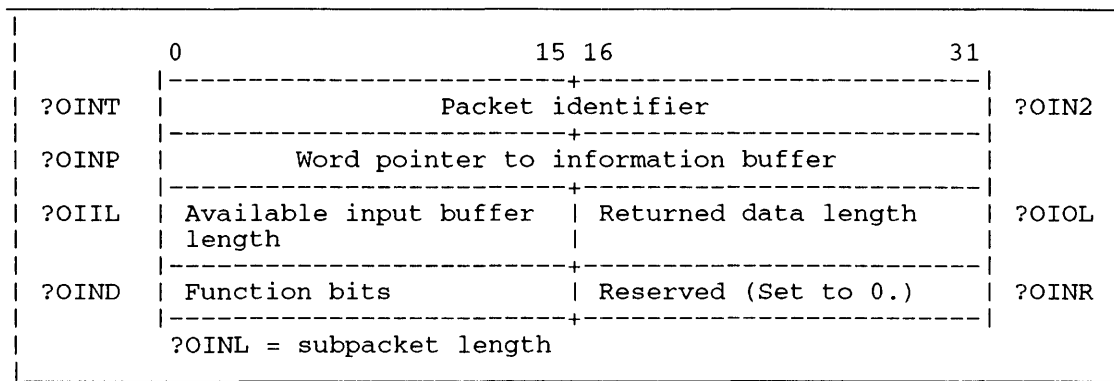 0 15 16 31
?OINT Packet identifier ?OIN2
?OINP Word pointer to information buffer
?OIIL Available input buffer Returned data length ?OIOL
length
?OIND Function bits Reserved (Set to 0.) ?OINR
?OINL = subpacket length